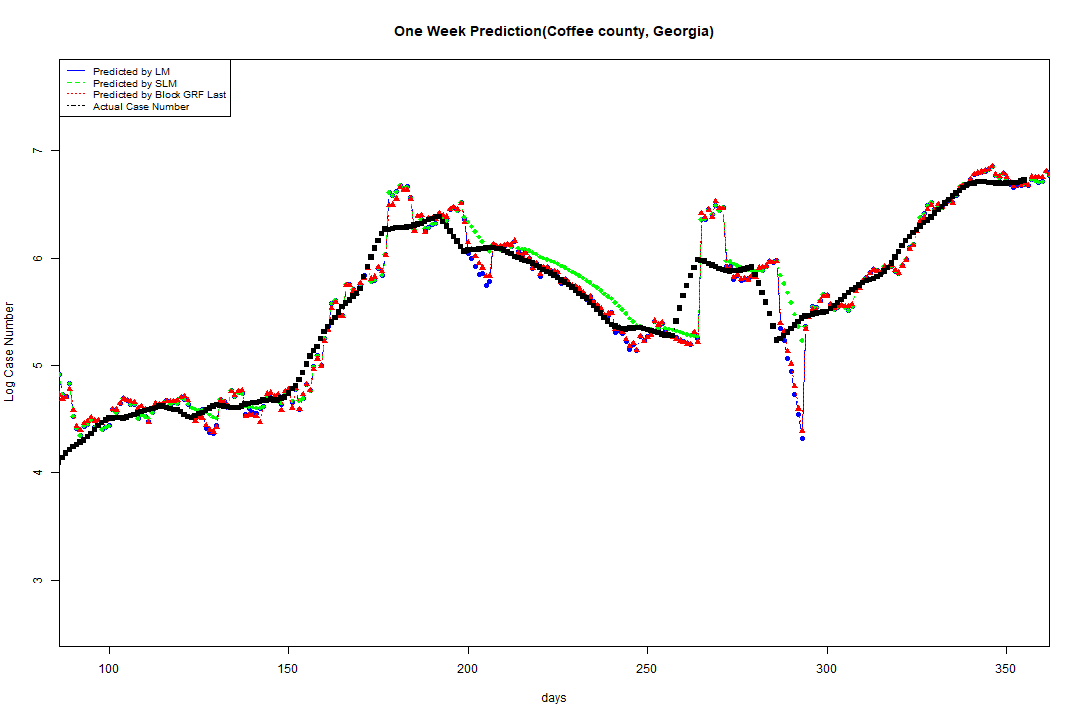 One Week Prediction(Coffee county, Georgia)
Predicted by LM
Predicted by SLM
Predicted by Block GRF Last
Actual Case Number
Log Case Number
7
6
5
4
3
100 150 200 250 300 350
days